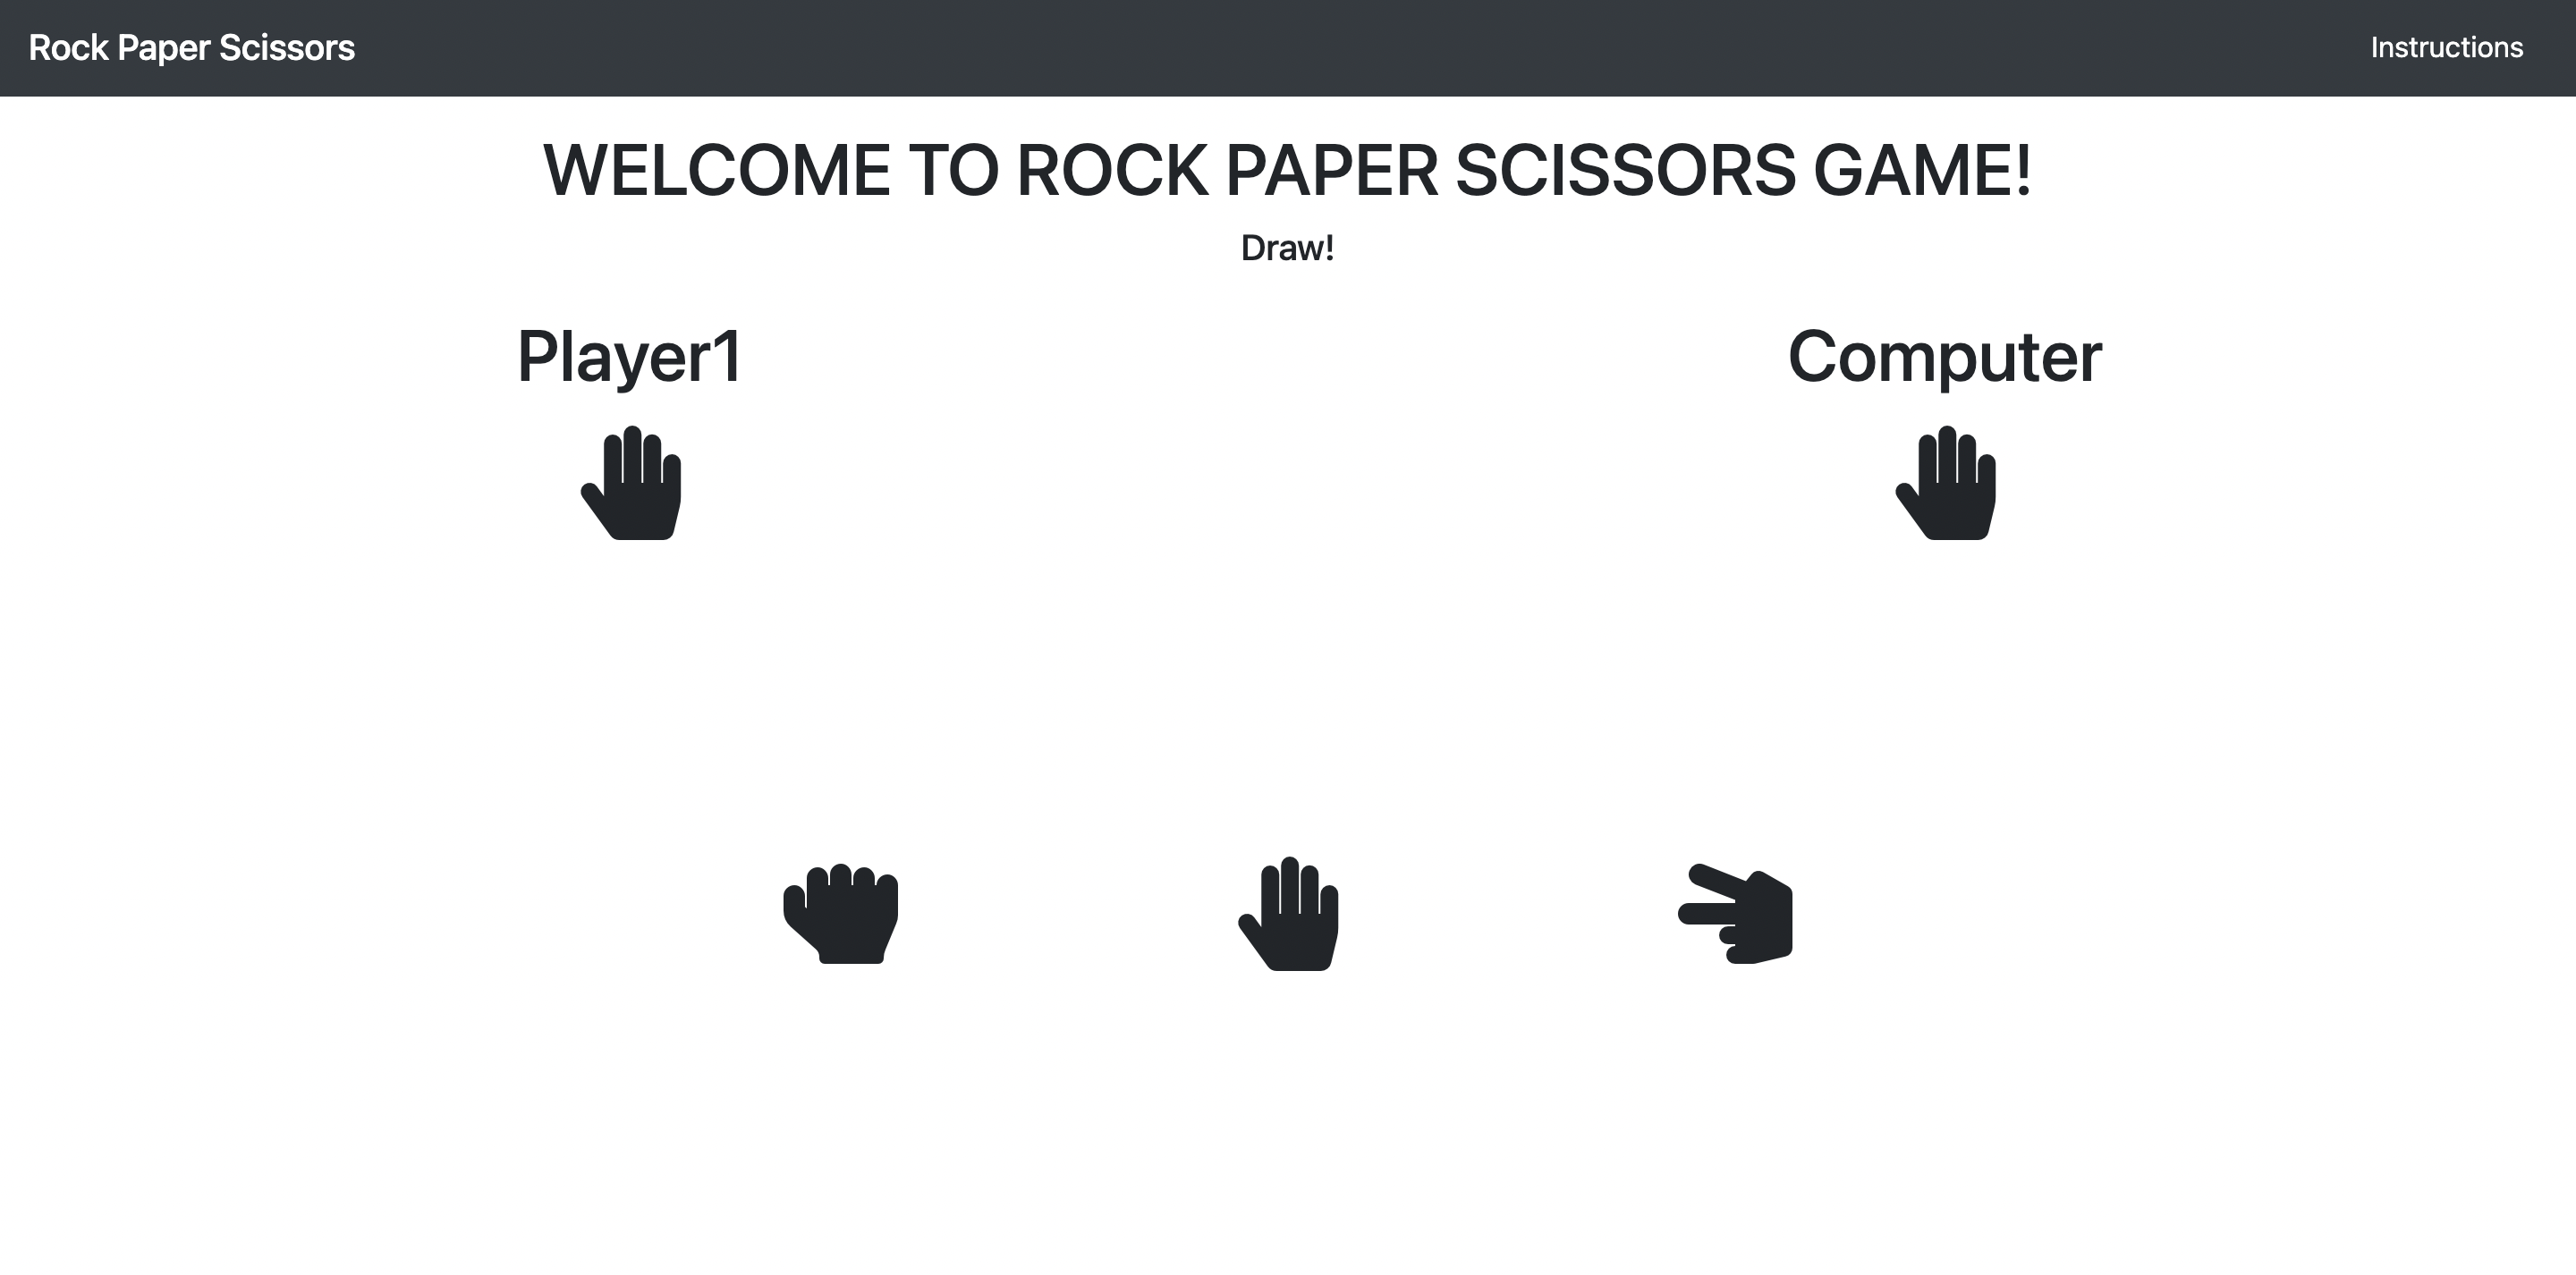 Rock Paper Scissors
Instructions
WELCOME TO ROCK PAPER SCISSORS GAME!
Draw!
Player1
Computer